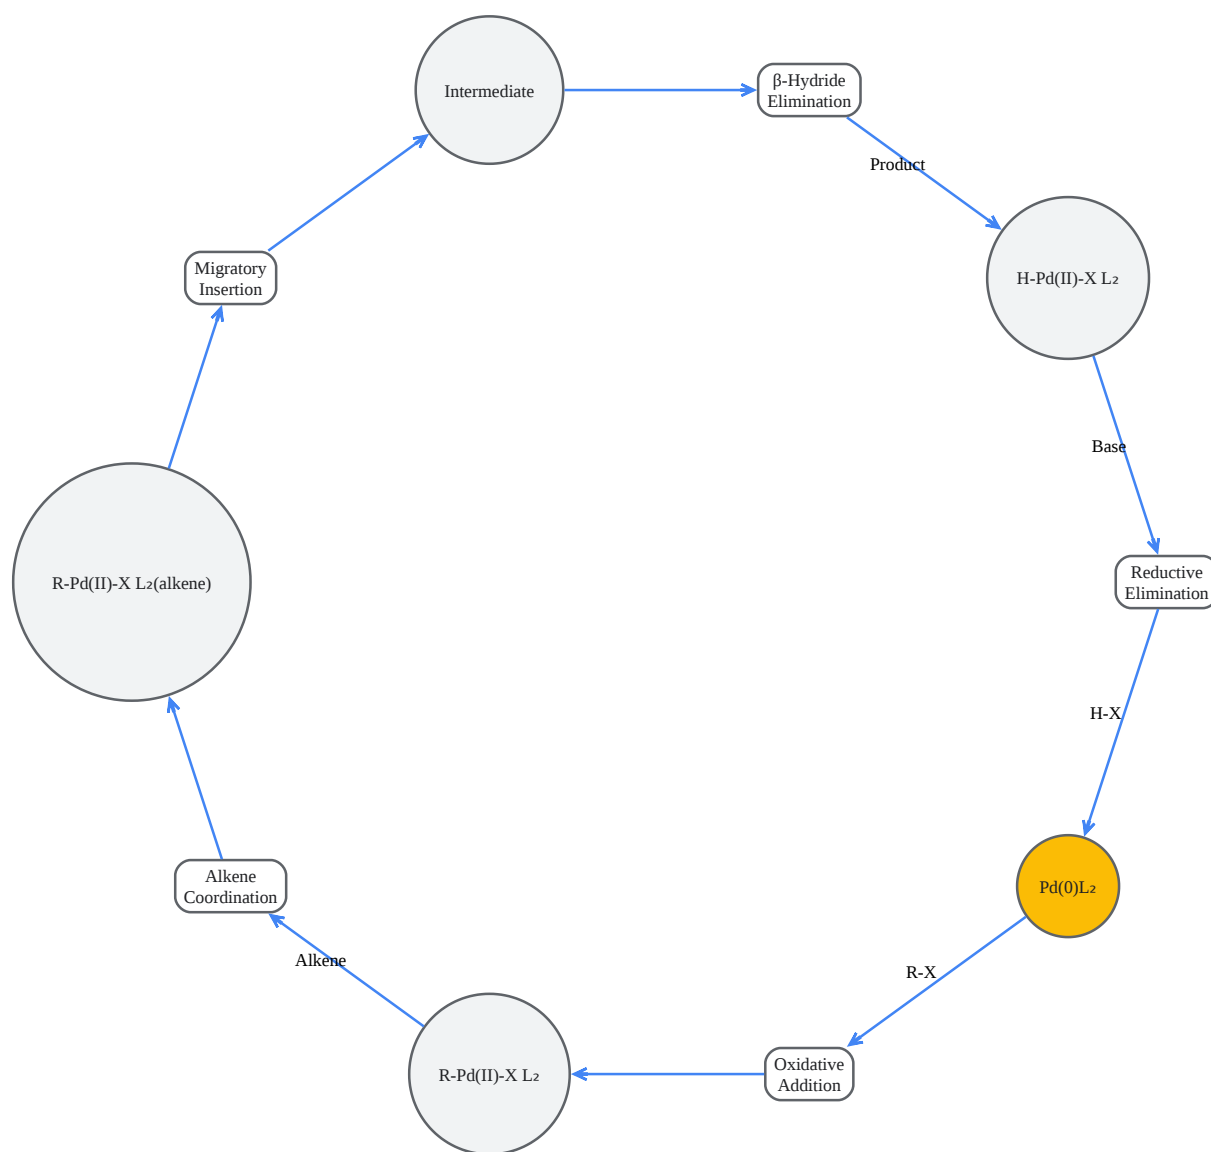 Intermediate
β-Hydride
Elimination
Product
H-Pd(II)-X L₂
Migratory
Insertion
Base
R-Pd(II)-X L₂(alkene)
Reductive
Elimination
H-X
Alkene
Coordination
Pd(0)L₂
Alkene
R-X
R-Pd(II)-X L₂
Oxidative
Addition